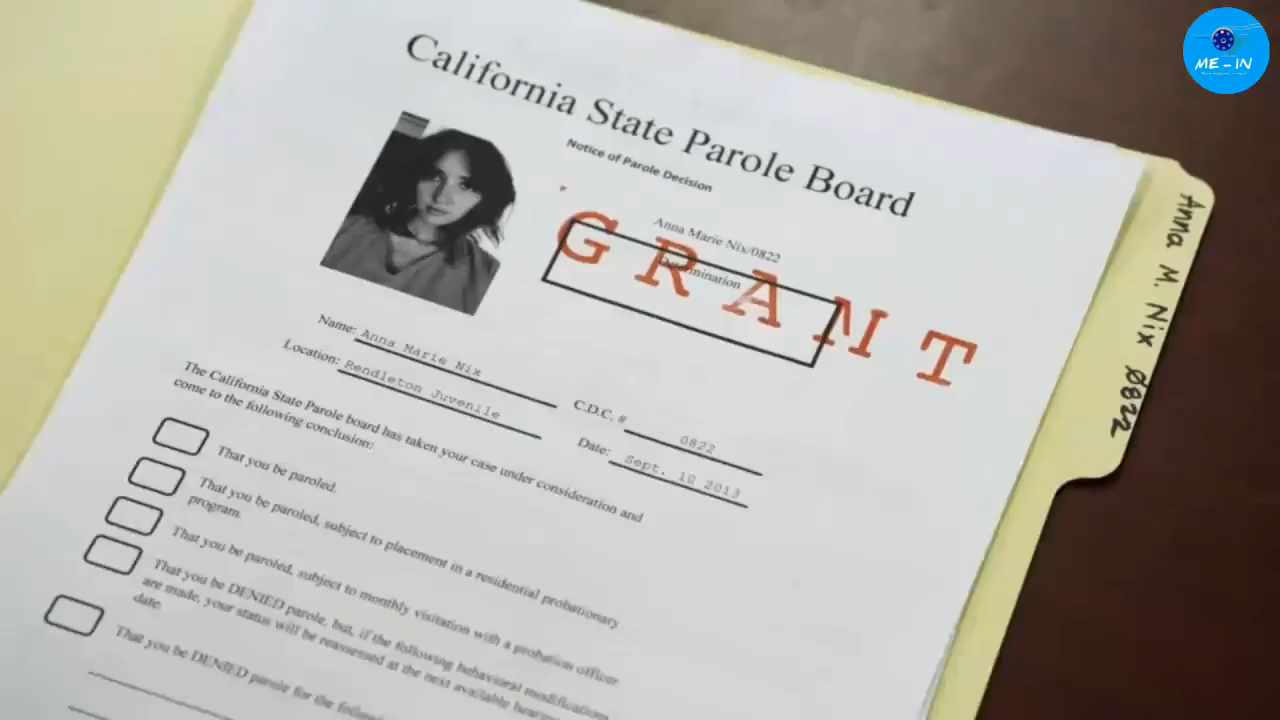 ME-IN
California State Parole Board
Notice of Parole Decision
Anna Marie Nix/0822
Determination
GRANT
Name: Anna Marie Nix
Location: Rendleton Juvenile
C.D.C. # 0822
Date: Sept. 10 2013
The California State Parole board has taken your case under consideration and
come to the following conclusion:
That you be paroled.
That you be paroled, subject to placement in a residential probationary
program.
That you be paroled, subject to monthly visitation with a probation officer
That you be DENIED parole, but, if the following behavioral modifications
are made, your status will be reassessed at the next available
date.
That you be DENIED parole for the
Anna M. Nix 0822